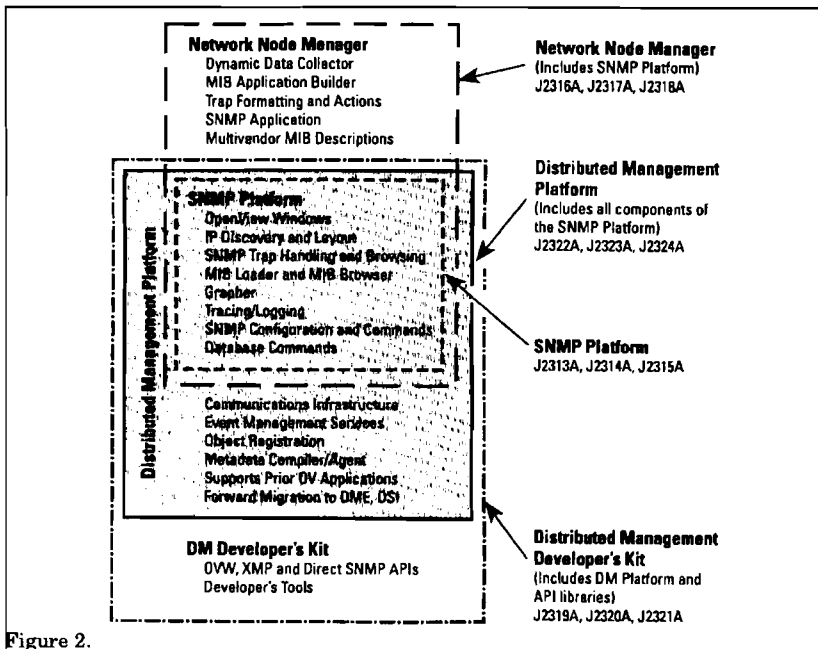 Network Node Manager
Dynamic Data Collector
MIB Application Builder
Trap Formatting and Actions
SNMP Application
Multivendor MIB Descriptions
Distributed Management Platform
SNMP Platform
OpenView Windows
IP Discovery and Layout
SNMP Trap Handling and Browsing
MIB Loader and MIB Browser
Grapher
Tracing/Logging
SNMP Configuration and Commands
Database Commands
Communications Infrastructure
Event Management Services
Object Registration
Metadata Compiler/Agent
Supports Prior OV Applications
Forward Migration to DME, OSI
DM Developer's Kit
OVW, XMP and Direct SNMP APIs
Developer's Tools
Network Node Manager
(Includes SNMP Platform)
J2316A, J2317A, J2318A
Distributed Management
Platform
(Includes all components of
the SNMP Platform)
J2322A, J2323A, J2324A
SNMP Platform
J2313A, J2314A, J2315A
Distributed Management
Developer's Kit
(Includes DM Platform and
API libraries)
J2319A, J2320A, J2321A
Figure 2.